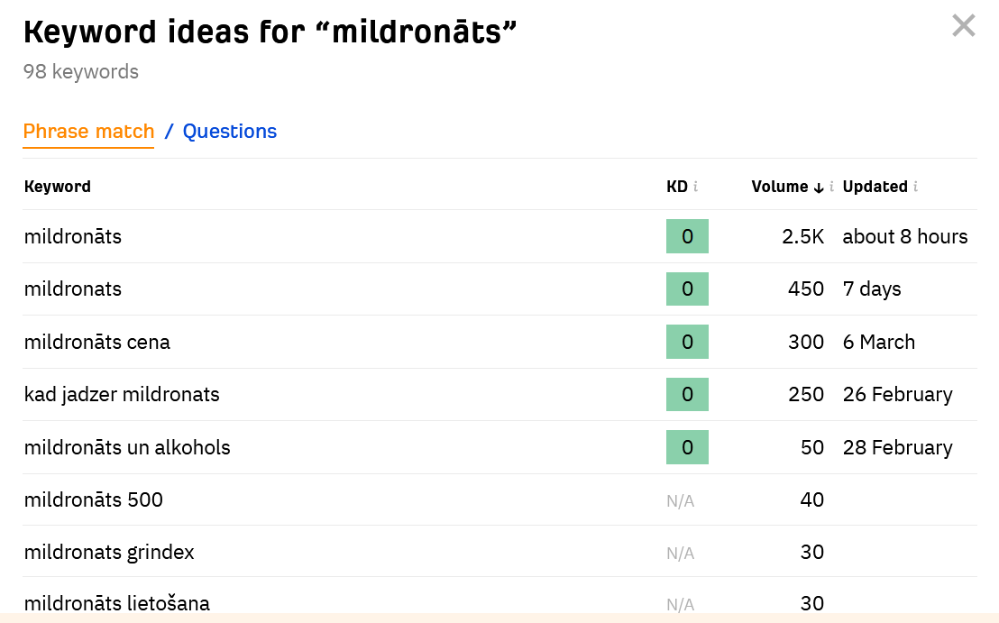 Keyword ideas for “mildronāts”
98 keywords
Phrase match / Questions
Keyword KD i Volume ↓ i Updated i
mildronāts 0 2.5K about 8 hours
mildronats 0 450 7 days
mildronāts cena 0 300 6 March
kad jadzer mildronats 0 250 26 February
mildronāts un alkohols 0 50 28 February
mildronāts 500 N/A 40
mildronats grindex N/A 30
mildronāts lietošana N/A 30